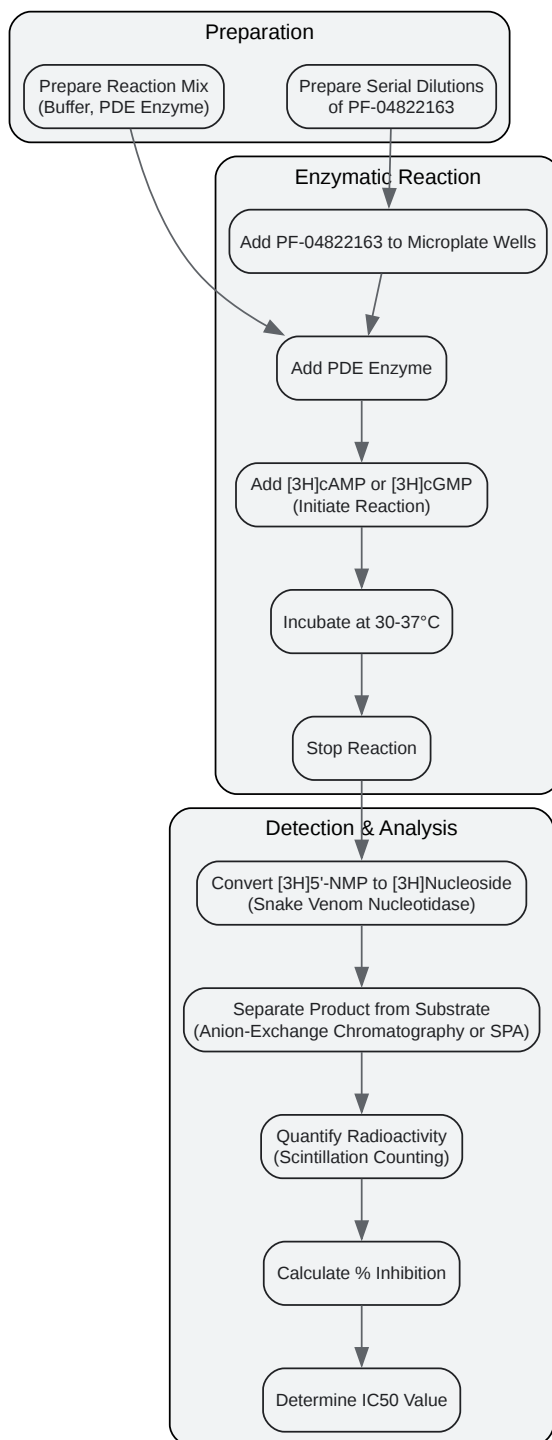 Preparation
Prepare Reaction Mix
(Buffer, PDE Enzyme)
Prepare Serial Dilutions
of PF-04822163
Enzymatic Reaction
Add PF-04822163 to Microplate Wells
Add PDE Enzyme
Add [3H]cAMP or [3H]cGMP
(Initiate Reaction)
Incubate at 30-37°C
Stop Reaction
Detection & Analysis
Convert [3H]5'-NMP to [3H]Nucleoside
(Snake Venom Nucleotidase)
Separate Product from Substrate
(Anion-Exchange Chromatography or SPA)
Quantify Radioactivity
(Scintillation Counting)
Calculate % Inhibition
Determine IC50 Value